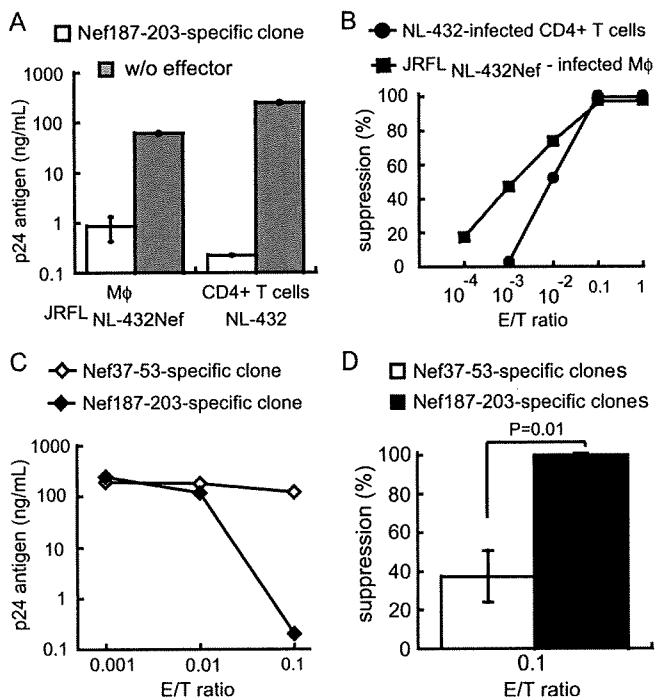 A
Nef187-203-specific clone
w/o effector
p24 antigen (ng/mL)
1000
100
10
1
0.1
Mϕ CD4+ T cells
JRFL NL-432Nef NL-432
B
NL-432-infected CD4+ T cells
JRFL NL-432Nef - infected Mϕ
suppression (%)
100
80
60
40
20
0
10-4 10-3 10-2 0.1 1
E/T ratio
C
Nef37-53-specific clone
Nef187-203-specific clone
p24 antigen (ng/mL)
1000
100
10
1
0.1
0.001 0.01 0.1
E/T ratio
D
Nef37-53-specific clones
Nef187-203-specific clones
P=0.01
suppression (%)
100
80
60
40
20
0
0.1
E/T ratio